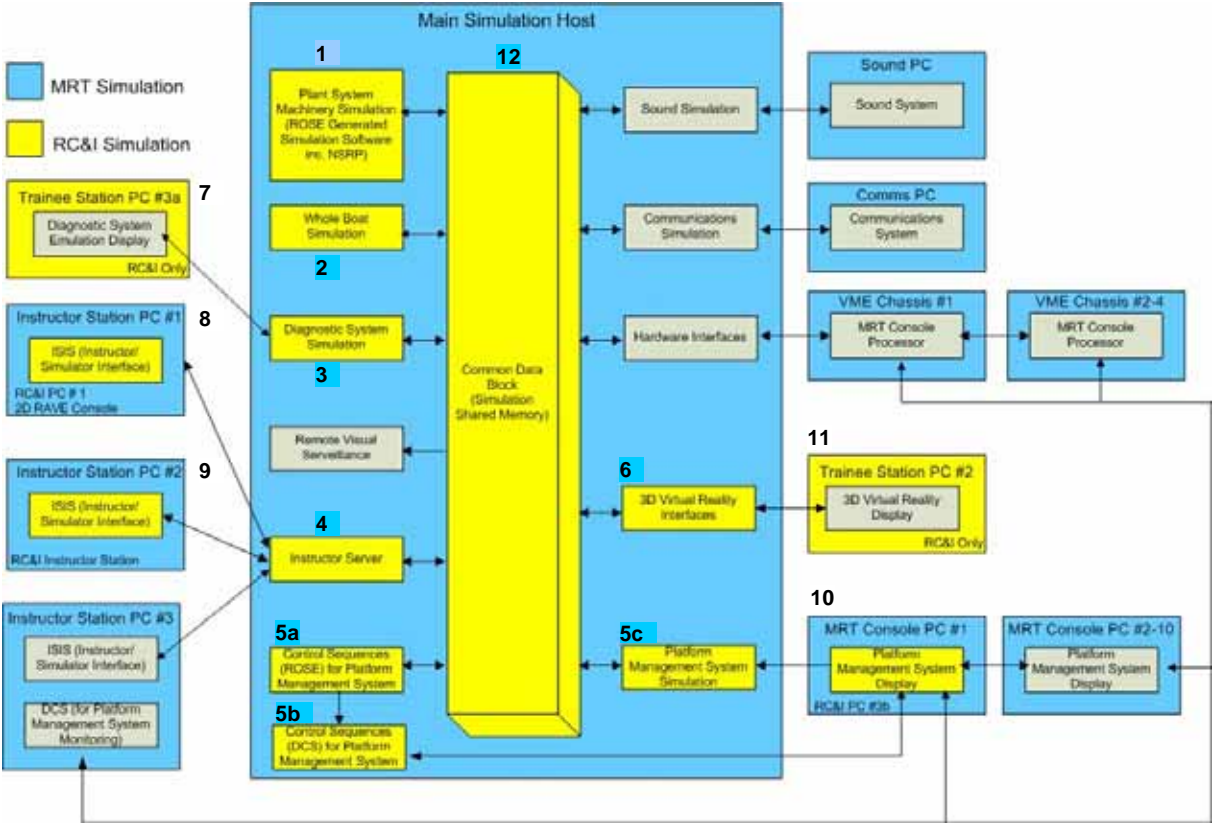 Main Simulation Host
MRT Simulation
RC&I Simulation
1
Plant System
Machinery Simulation
(ROSE Generated
Simulation Software
inc. NSRP)
12
Common Data
Block
(Simulation
Shared Memory)
Sound Simulation
Sound PC
Sound System
7
Trainee Station PC #3a
Diagnostic System
Emulation Display
RC&I Only
Whole Boat
Simulation
2
Communications
Simulation
Comms PC
Communications
System
8
Instructor Station PC #1
ISIS (Instructor/
Simulator Interface)
RC&I PC # 1
2D RAVE Console
Diagnostic System
Simulation
3
Hardware Interfaces
VME Chassis #1
MRT Console
Processor
VME Chassis #2-4
MRT Console
Processor
Remote Visual
Serveillance
9
Instructor Station PC #2
ISIS (Instructor/
Simulator Interface)
RC&I Instructor Station
4
Instructor Server
6
3D Virtual Reality
Interfaces
11
Trainee Station PC #2
3D Virtual Reality
Display
RC&I Only
Instructor Station PC #3
ISIS (Instructor/
Simulator Interface)
DCS (for Platform
Management System
Monitoring)
5a
Control Sequences
(ROSE) for Platform
Management System
5b
Control Sequences
(DCS) for Platform
Management System
5c
Platform
Management System
Simulation
10
MRT Console PC #1
Platform
Management System
Display
RC&I PC #3b
MRT Console PC #2-10
Platform
Management System
Display